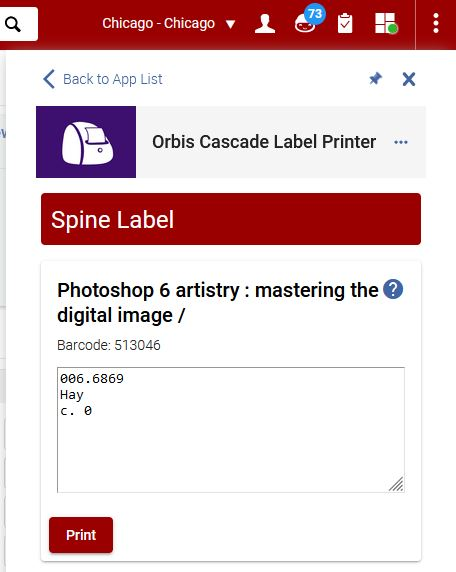 Chicago - Chicago
73
Back to App List
Orbis Cascade Label Printer
Spine Label
Photoshop 6 artistry : mastering the
digital image /
Barcode: 513046
006.6869
Hay
c. 0
Print